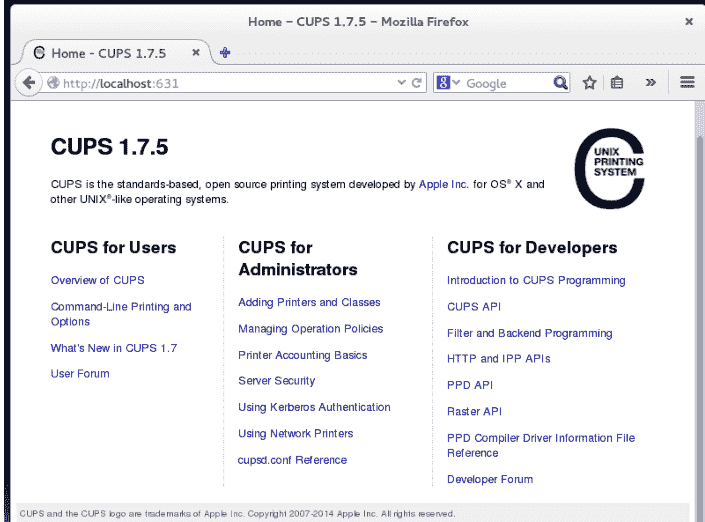 Home – CUPS 1.7.5 – Mozilla Firefox
Home - CUPS 1.7.5
http://localhost:631
Google
CUPS 1.7.5
UNIX
PRINTING
SYSTEM
CUPS is the standards-based, open source printing system developed by Apple Inc. for OS® X and
other UNIX®-like operating systems.
CUPS for Users
Overview of CUPS
Command-Line Printing and
Options
What's New in CUPS 1.7
User Forum
CUPS for
Administrators
Adding Printers and Classes
Managing Operation Policies
Printer Accounting Basics
Server Security
Using Kerberos Authentication
Using Network Printers
cupsd.conf Reference
CUPS for Developers
Introduction to CUPS Programming
CUPS API
Filter and Backend Programming
HTTP and IPP APIs
PPD API
Raster API
PPD Compiler Driver Information File
Reference
Developer Forum
CUPS and the CUPS logo are trademarks of Apple Inc. Copyright 2007-2014 Apple Inc. All rights reserved.